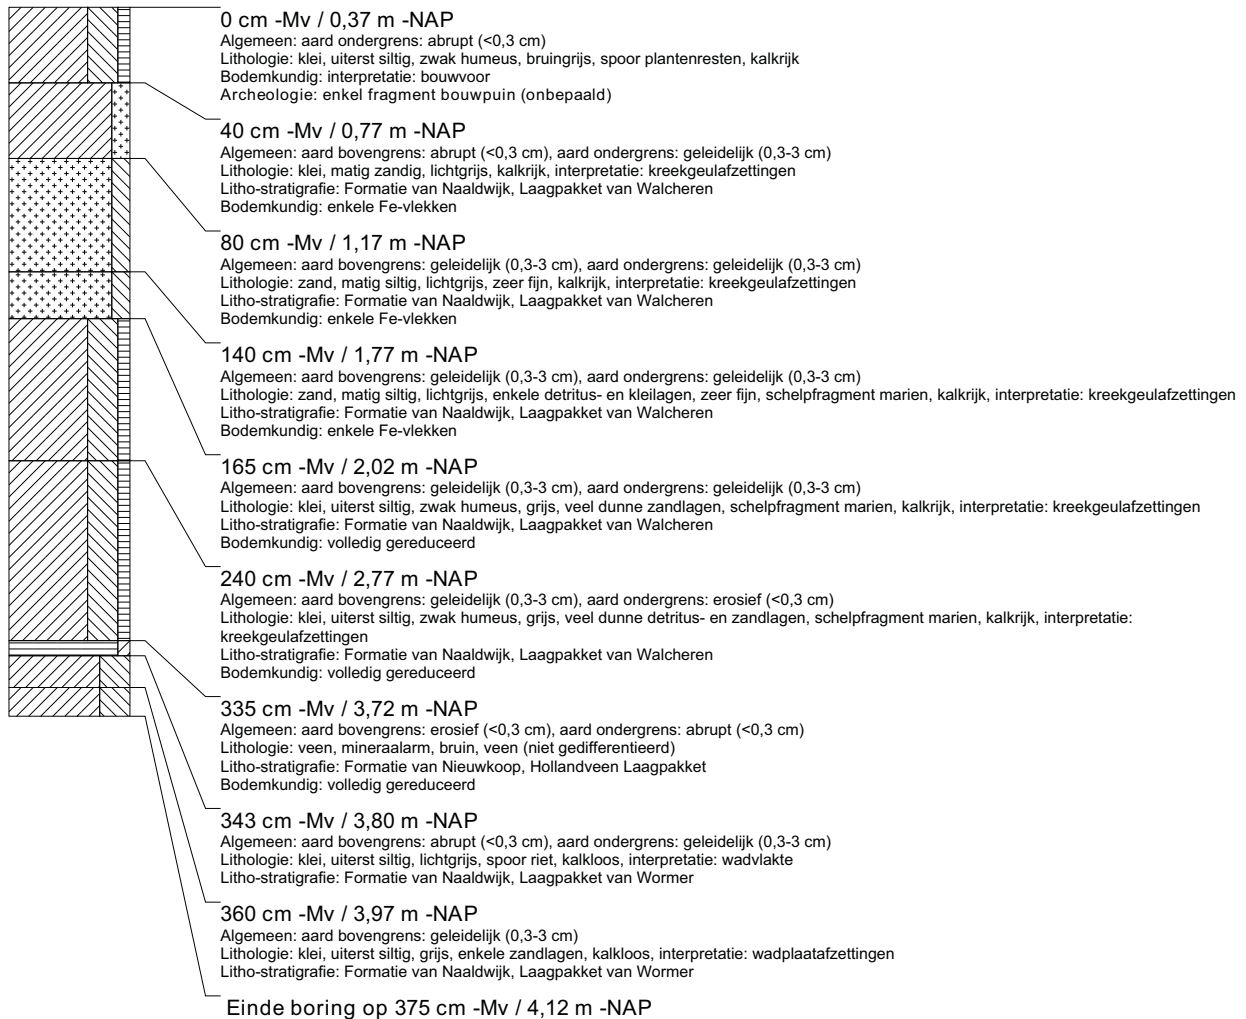 0 cm -Mv / 0,37 m -NAP
Algemeen: aard ondergrens: abrupt (<0,3 cm)
Lithologie: klei, uiterst siltig, zwak humeus, bruingrijs, spoor plantenresten, kalkrijk
Bodemkundig: interpretatie: bouwvoor
Archeologie: enkel fragment bouwpuin (onbepaald)
40 cm -Mv / 0,77 m -NAP
Algemeen: aard bovengrens: abrupt (<0,3 cm), aard ondergrens: geleidelijk (0,3-3 cm)
Lithologie: klei, matig zandig, lichtgrijs, kalkrijk, interpretatie: kreekgeulafzettingen
Litho-stratigrafie: Formatie van Naaldwijk, Laagpakket van Walcheren
Bodemkundig: enkele Fe-vlekken
80 cm -Mv / 1,17 m -NAP
Algemeen: aard bovengrens: geleidelijk (0,3-3 cm), aard ondergrens: geleidelijk (0,3-3 cm)
Lithologie: zand, matig siltig, lichtgrijs, zeer fijn, kalkrijk, interpretatie: kreekgeulafzettingen
Litho-stratigrafie: Formatie van Naaldwijk, Laagpakket van Walcheren
Bodemkundig: enkele Fe-vlekken
140 cm -Mv / 1,77 m -NAP
Algemeen: aard bovengrens: geleidelijk (0,3-3 cm), aard ondergrens: geleidelijk (0,3-3 cm)
Lithologie: zand, matig siltig, lichtgrijs, enkele detritus- en kleilagen, zeer fijn, schelpfragment marien, kalkrijk, interpretatie: kreekgeulafzettingen
Litho-stratigrafie: Formatie van Naaldwijk, Laagpakket van Walcheren
Bodemkundig: enkele Fe-vlekken
165 cm -Mv / 2,02 m -NAP
Algemeen: aard bovengrens: geleidelijk (0,3-3 cm), aard ondergrens: geleidelijk (0,3-3 cm)
Lithologie: klei, uiterst siltig, zwak humeus, grijs, veel dunne zandlagen, schelpfragment marien, kalkrijk, interpretatie: kreekgeulafzettingen
Litho-stratigrafie: Formatie van Naaldwijk, Laagpakket van Walcheren
Bodemkundig: volledig gereduceerd
240 cm -Mv / 2,77 m -NAP
Algemeen: aard bovengrens: geleidelijk (0,3-3 cm), aard ondergrens: erosief (<0,3 cm)
Lithologie: klei, uiterst siltig, zwak humeus, grijs, veel dunne detritus- en zandlagen, schelpfragment marien, kalkrijk, interpretatie:
kreekgeulafzettingen
Litho-stratigrafie: Formatie van Naaldwijk, Laagpakket van Walcheren
Bodemkundig: volledig gereduceerd
335 cm -Mv / 3,72 m -NAP
Algemeen: aard bovengrens: erosief (<0,3 cm), aard ondergrens: abrupt (<0,3 cm)
Lithologie: veen, mineraalarm, bruin, veen (niet gedifferentieerd)
Litho-stratigrafie: Formatie van Nieuwkoop, Hollandveen Laagpakket
Bodemkundig: volledig gereduceerd
343 cm -Mv / 3,80 m -NAP
Algemeen: aard bovengrens: abrupt (<0,3 cm), aard ondergrens: geleidelijk (0,3-3 cm)
Lithologie: klei, uiterst siltig, lichtgrijs, spoor riet, kalkloos, interpretatie: wadvlakte
Litho-stratigrafie: Formatie van Naaldwijk, Laagpakket van Wormer
360 cm -Mv / 3,97 m -NAP
Algemeen: aard bovengrens: geleidelijk (0,3-3 cm)
Lithologie: klei, uiterst siltig, grijs, enkele zandlagen, kalkloos, interpretatie: wadplaatafzettingen
Litho-stratigrafie: Formatie van Naaldwijk, Laagpakket van Wormer
Einde boring op 375 cm -Mv / 4,12 m -NAP